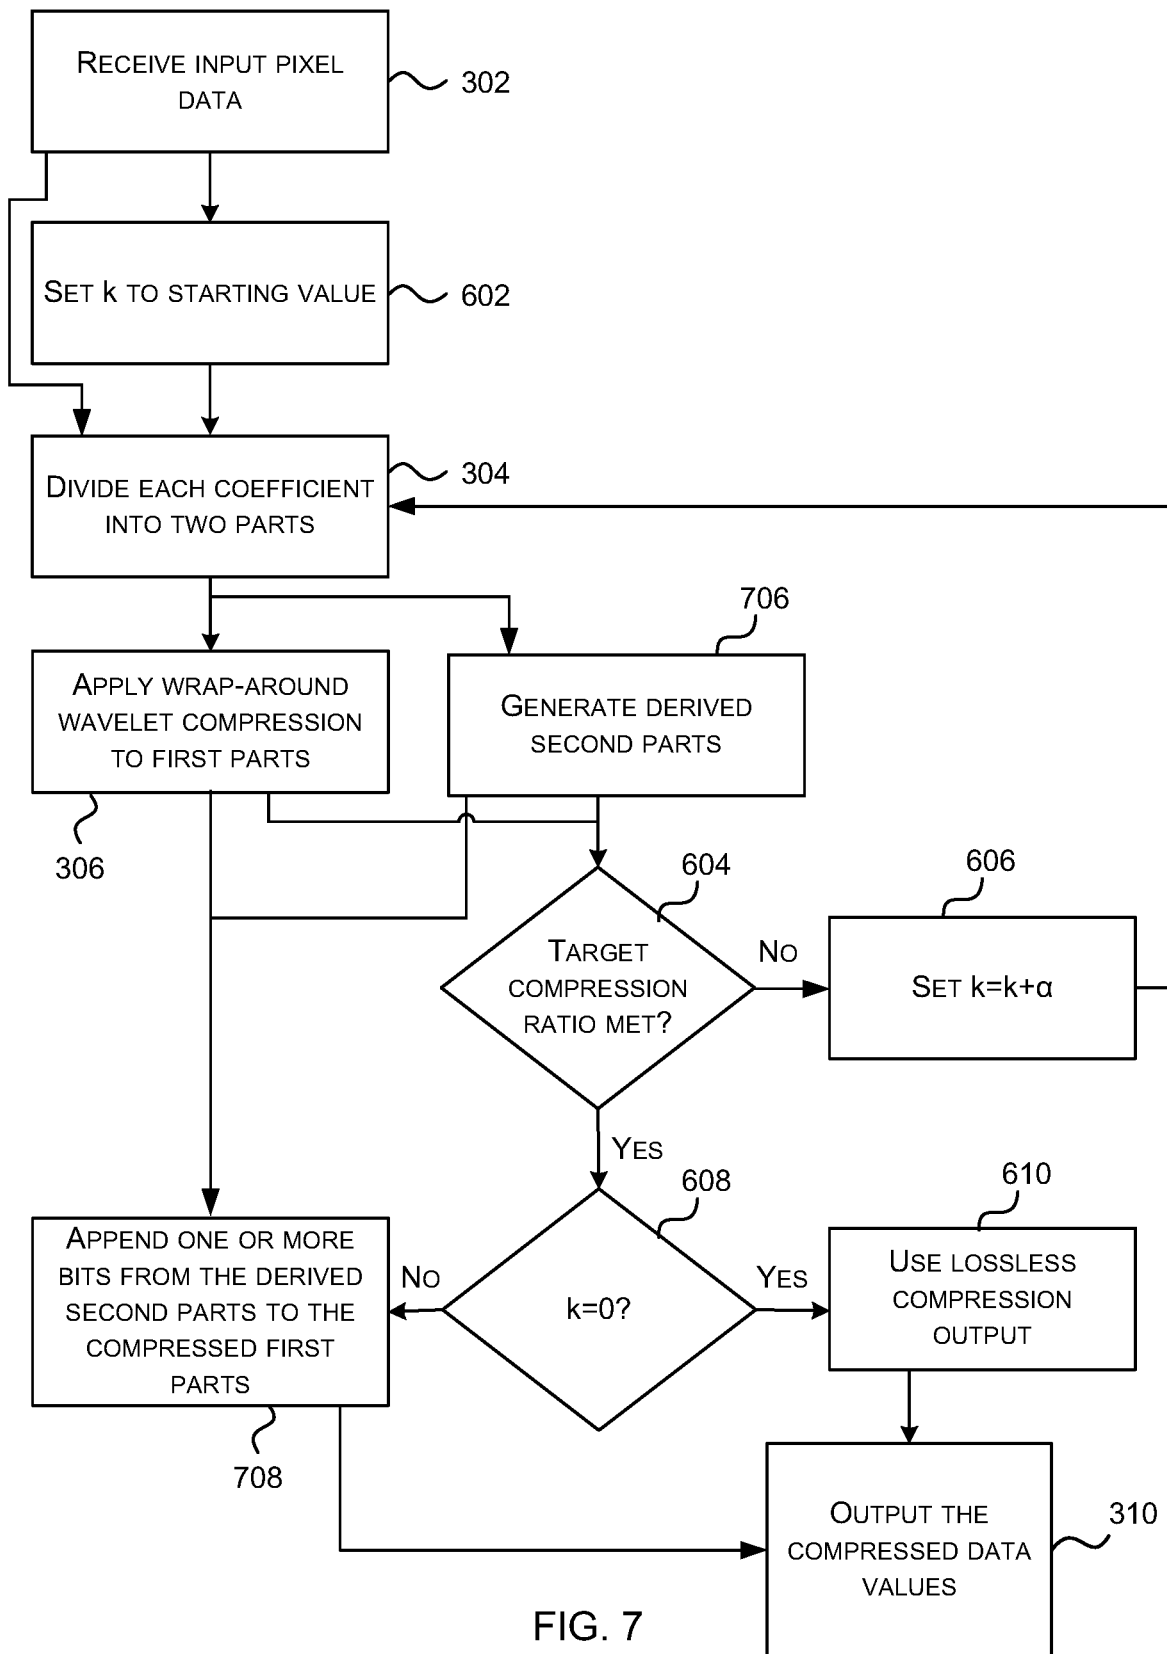 RECEIVE INPUT PIXEL
DATA
302
SET k TO STARTING VALUE
602
DIVIDE EACH COEFFICIENT
INTO TWO PARTS
304
706
APPLY WRAP-AROUND
WAVELET COMPRESSION
TO FIRST PARTS
GENERATE DERIVED
SECOND PARTS
306
604
606
TARGET
COMPRESSION
RATIO MET?
NO
SET k=k+α
YES
608
610
APPEND ONE OR MORE
BITS FROM THE DERIVED
SECOND PARTS TO THE
COMPRESSED FIRST
PARTS
NO
k=0?
YES
USE LOSSLESS
COMPRESSION
OUTPUT
708
OUTPUT THE
COMPRESSED DATA
VALUES
310
FIG. 7